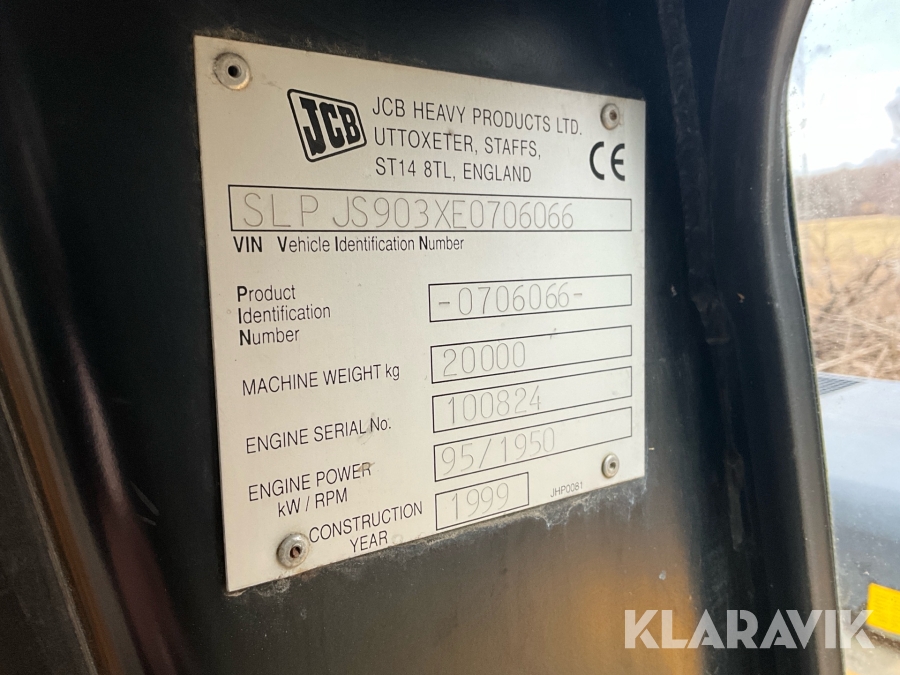 JCB
JCB HEAVY PRODUCTS LTD.
UTTOXETER, STAFFS,
ST14 8TL, ENGLAND
CE
SLP JS903XE0706066
VIN Vehicle Identification Number
Product
Identification
Number
-0706066-
MACHINE WEIGHT kg
20000
ENGINE SERIAL No.
100824
ENGINE POWER
kW / RPM
95/1950
CONSTRUCTION
YEAR
1999
JHP0081
KLARAVIK